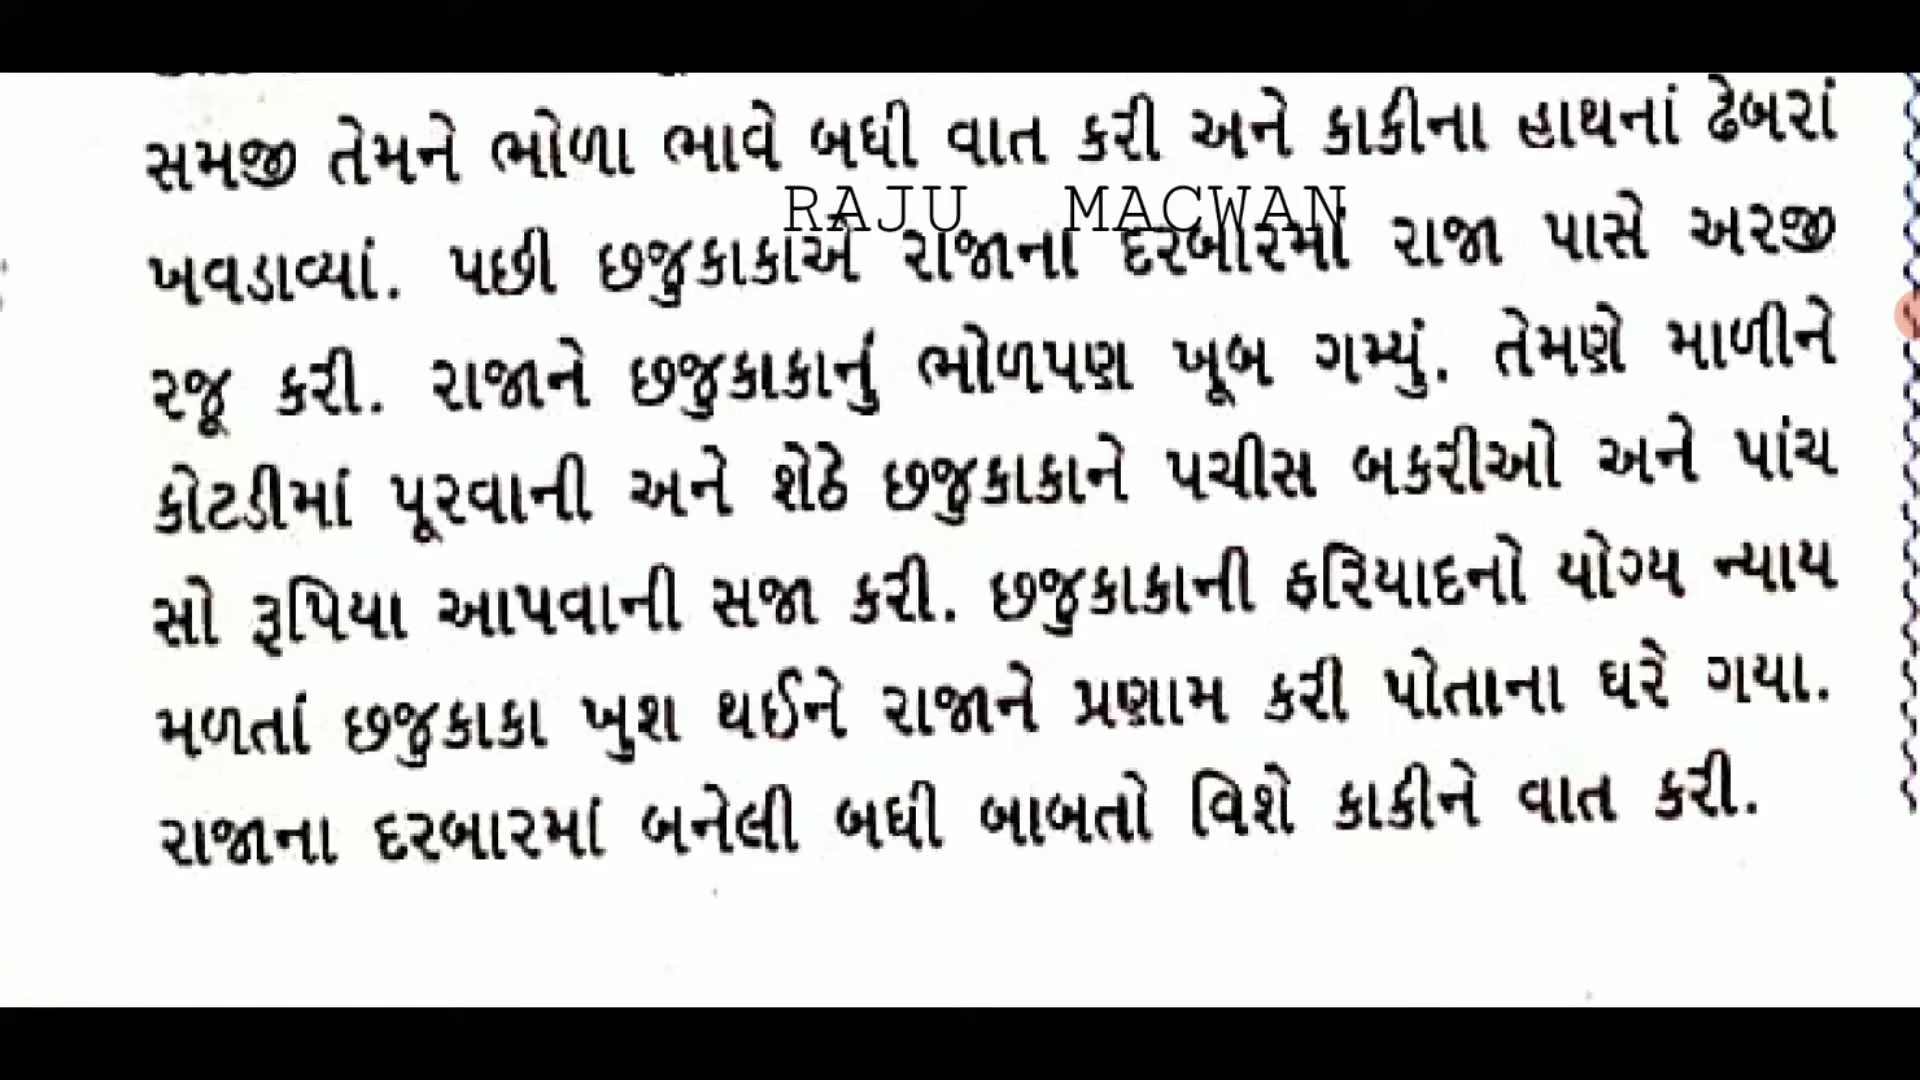 સમજી તેમને ભોળા ભાવે બધી વાત કરી અને કાકીના હાથનાં ઢેબરાં
RAJU MACWAN
ખવડાવ્યાં. પછી છજુકાકાએ રાજાના દરબારમાં રાજા પાસે અરજી
રજૂ કરી. રાજાને છજુકાકાનું ભોળપણ ખૂબ ગમ્યું. તેમણે માળીને
કોટડીમાં પૂરવાની અને શેઠે છજુકાકાને પચીસ બકરીઓ અને પાંચ
સો રૂપિયા આપવાની સજા કરી. છજુકાકાની ફરિયાદનો યોગ્ય ન્યાય
મળતાં છજુકાકા ખુશ થઈને રાજાને પ્રણામ કરી પોતાના ઘરે ગયા.
રાજાના દરબારમાં બનેલી બધી બાબતો વિશે કાકીને વાત કરી.